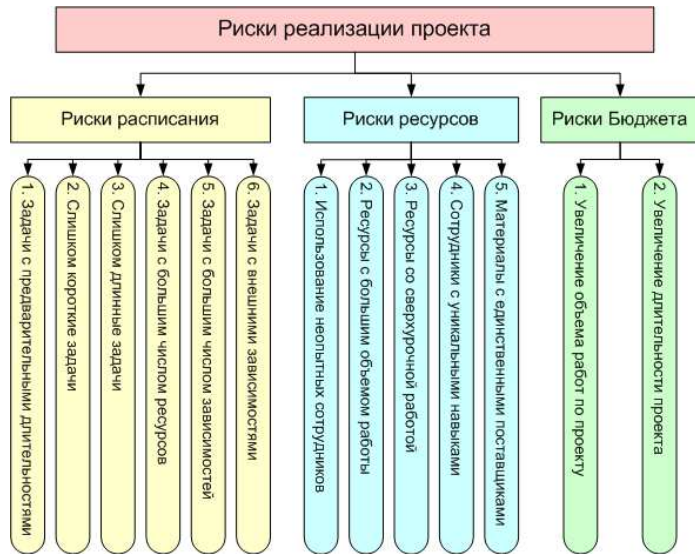 Риски реализации проекта
Риски расписания
Риски ресурсов
Риски Бюджета
1. Задачи с предварительными длительностями
2. Слишком короткие задачи
3. Слишком длинные задачи
4. Задачи с большим числом ресурсов
5. Задачи с большим числом зависимостей
6. Задачи с внешними зависимостями
1. Использование неопытных сотрудников
2. Ресурсы с большим объемом работы
3. Ресурсы со сверхурочной работой
4. Сотрудники с уникальными навыками
5. Материалы с единственными поставщиками
1. Увеличение объема работ по проекту
2. Увеличение длительности проекта